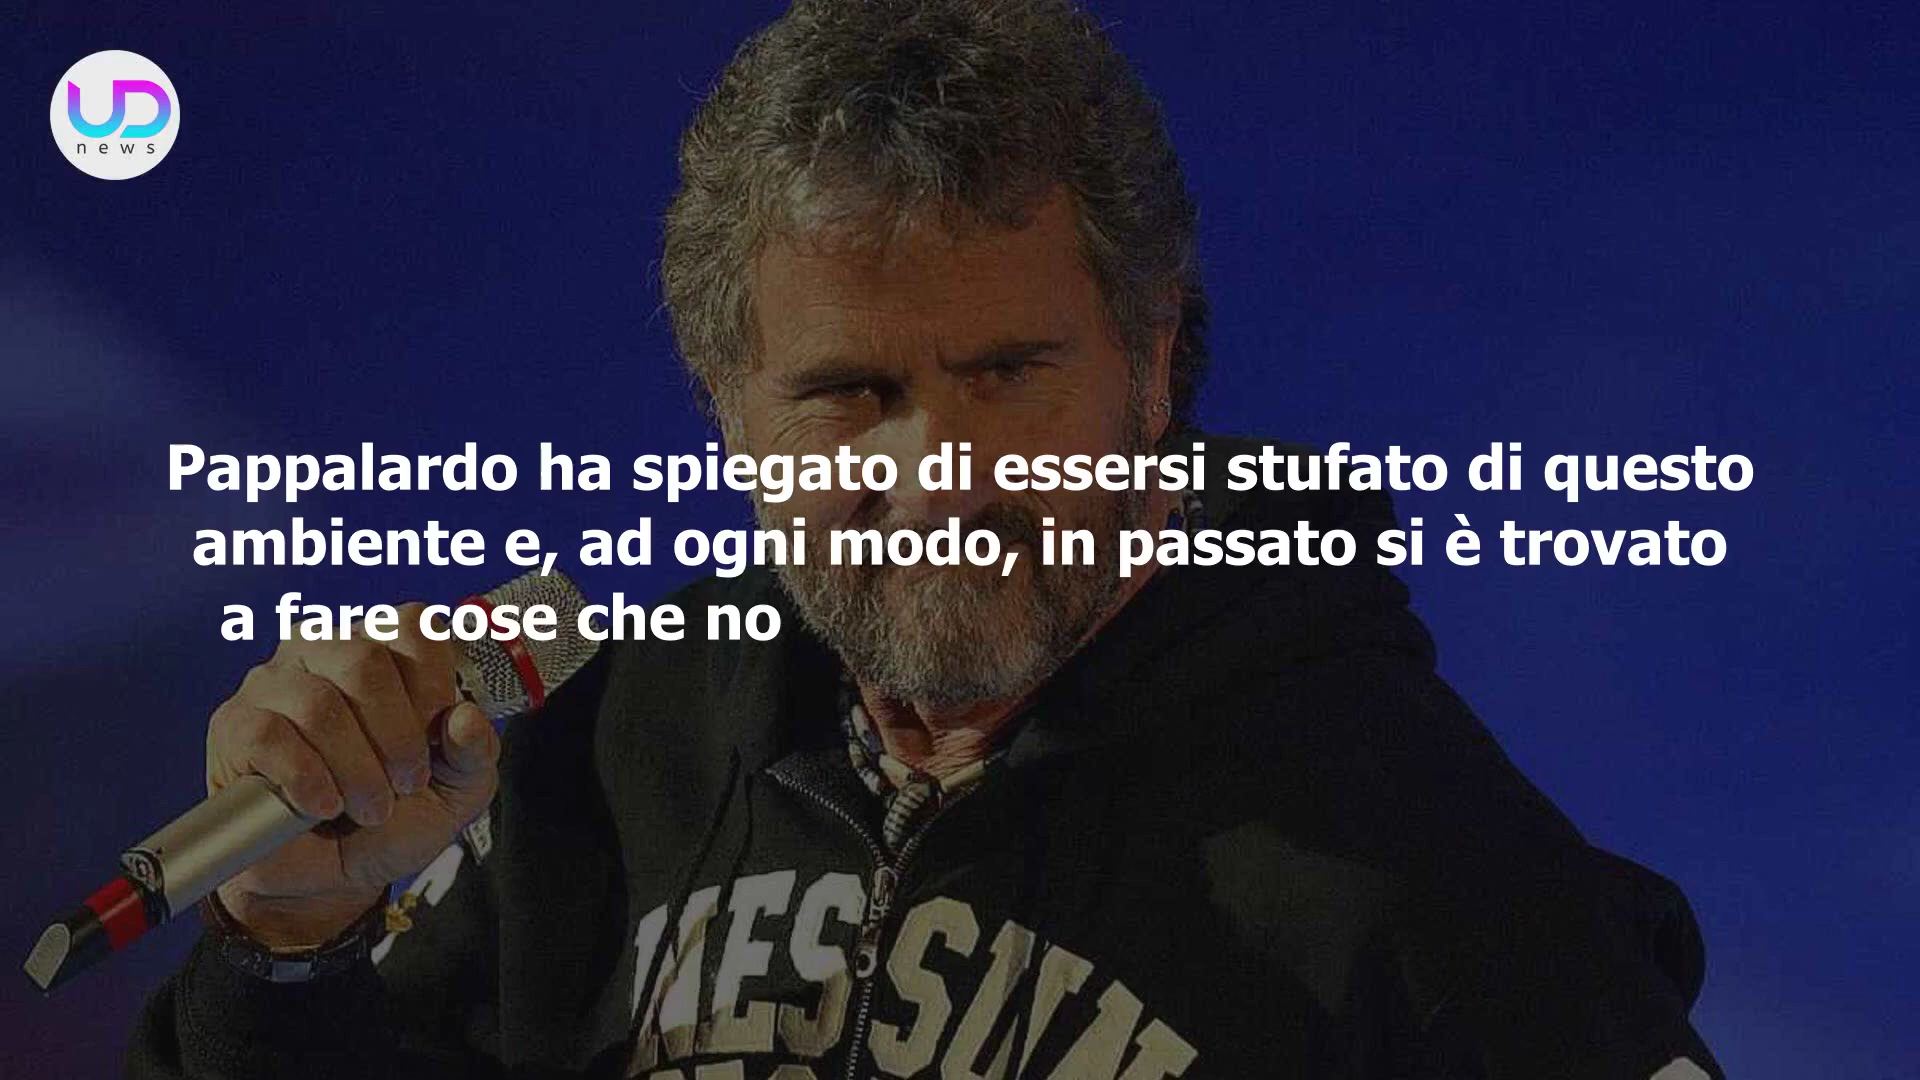 UD
news
Pappalardo ha spiegato di essersi stufato di questo
ambiente e, ad ogni modo, in passato si è trovato
a fare cose che no